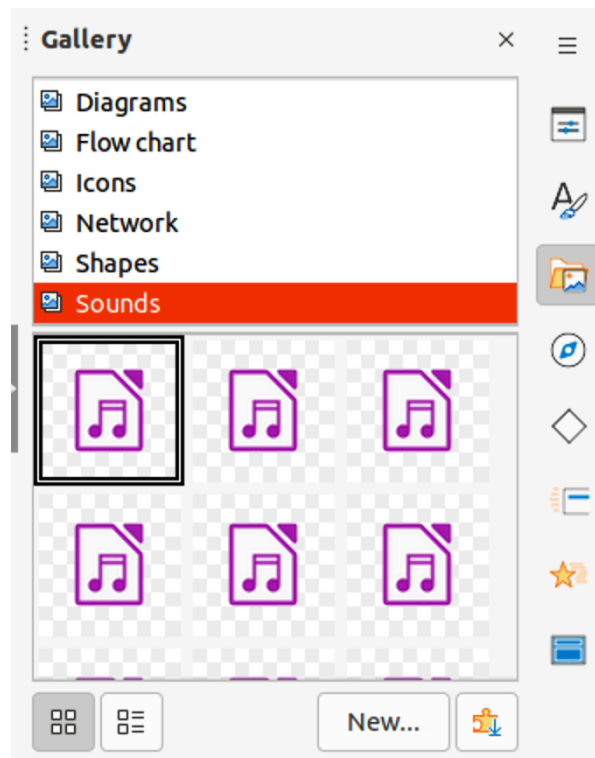 Gallery
Diagrams
Flow chart
Icons
Network
Shapes
Sounds
New...